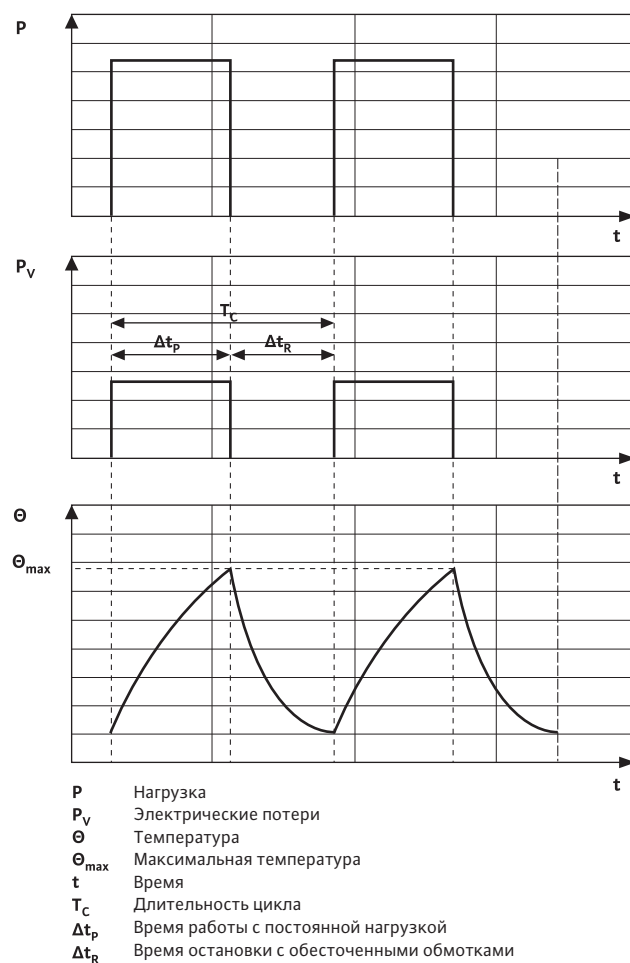 P
t
P_V
T_C
Δt_P Δt_R
t
Θ
Θ_max
t
P Нагрузка
P_V Электрические потери
Θ Температура
Θ_max Максимальная температура
t Время
T_C Длительность цикла
Δt_P Время работы с постоянной нагрузкой
Δt_R Время остановки с обесточенными обмотками